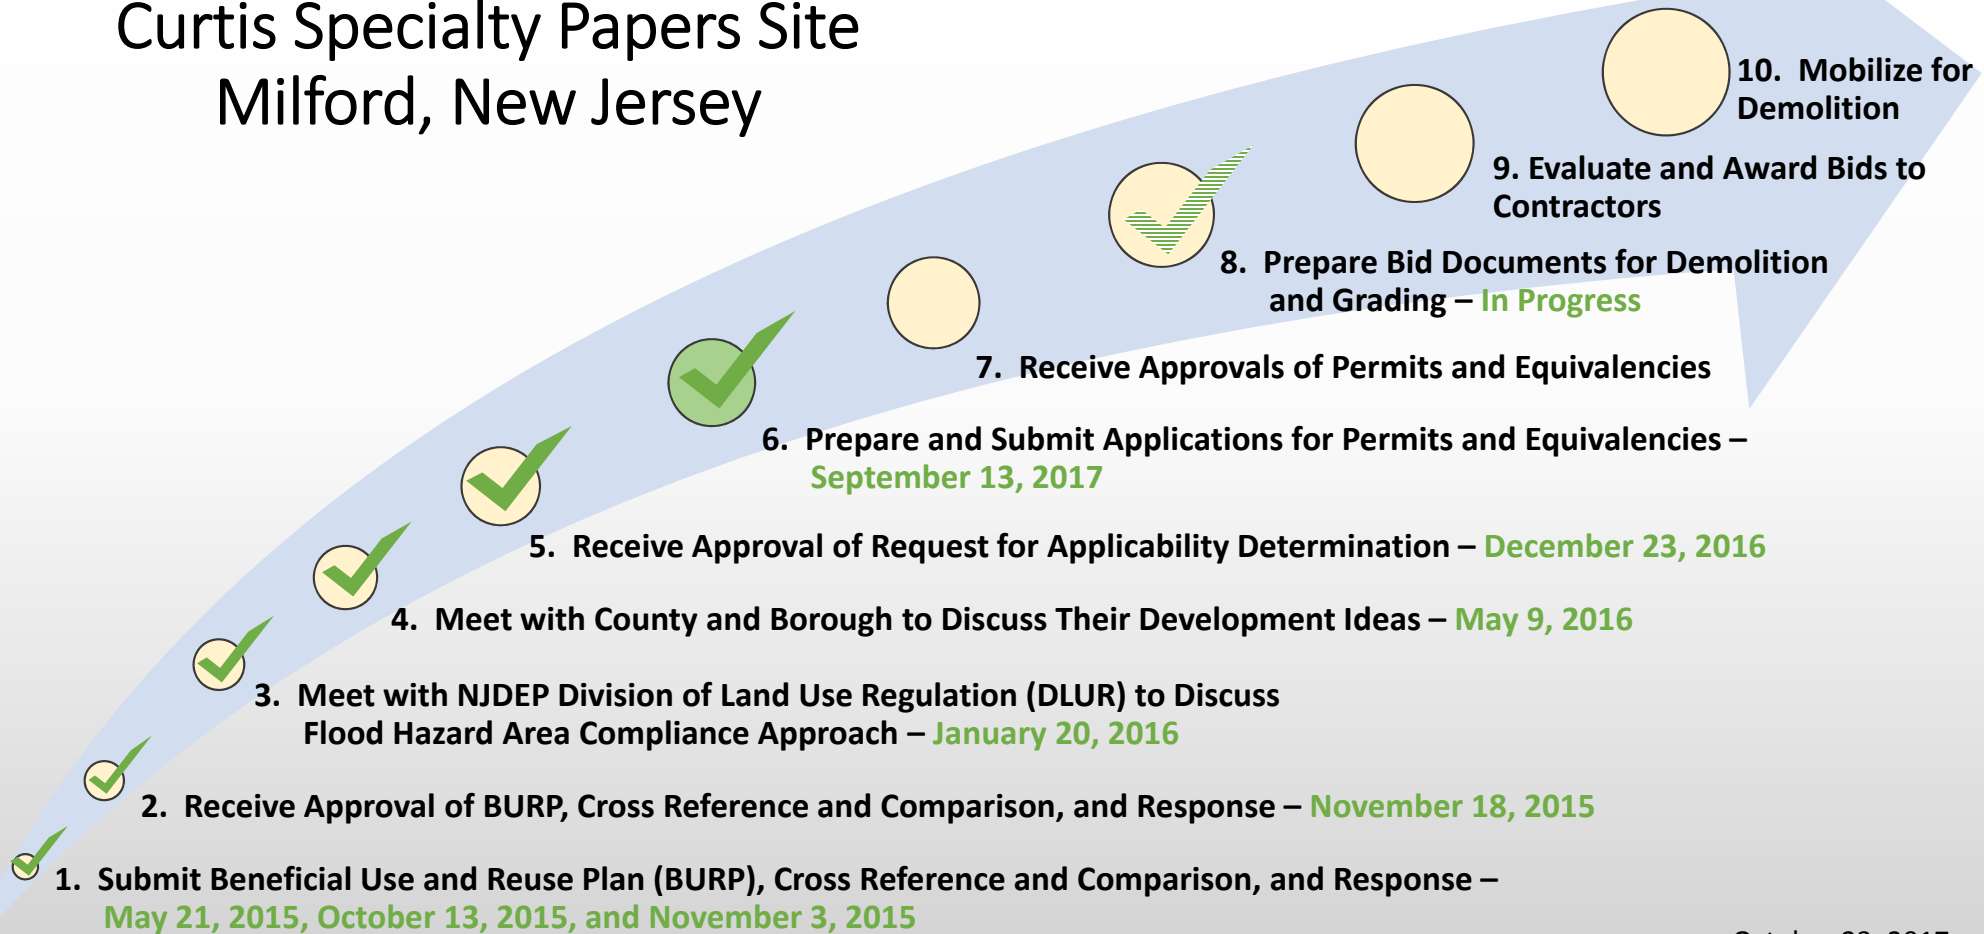 Curtis Specialty Papers Site
Milford, New Jersey
10. Mobilize for
Demolition
9. Evaluate and Award Bids to
Contractors
8. Prepare Bid Documents for Demolition
and Grading – In Progress
7. Receive Approvals of Permits and Equivalencies
6. Prepare and Submit Applications for Permits and Equivalencies –
September 13, 2017
5. Receive Approval of Request for Applicability Determination – December 23, 2016
4. Meet with County and Borough to Discuss Their Development Ideas – May 9, 2016
3. Meet with NJDEP Division of Land Use Regulation (DLUR) to Discuss
Flood Hazard Area Compliance Approach – January 20, 2016
2. Receive Approval of BURP, Cross Reference and Comparison, and Response – November 18, 2015
1. Submit Beneficial Use and Reuse Plan (BURP), Cross Reference and Comparison, and Response –
May 21, 2015, October 13, 2015, and November 3, 2015